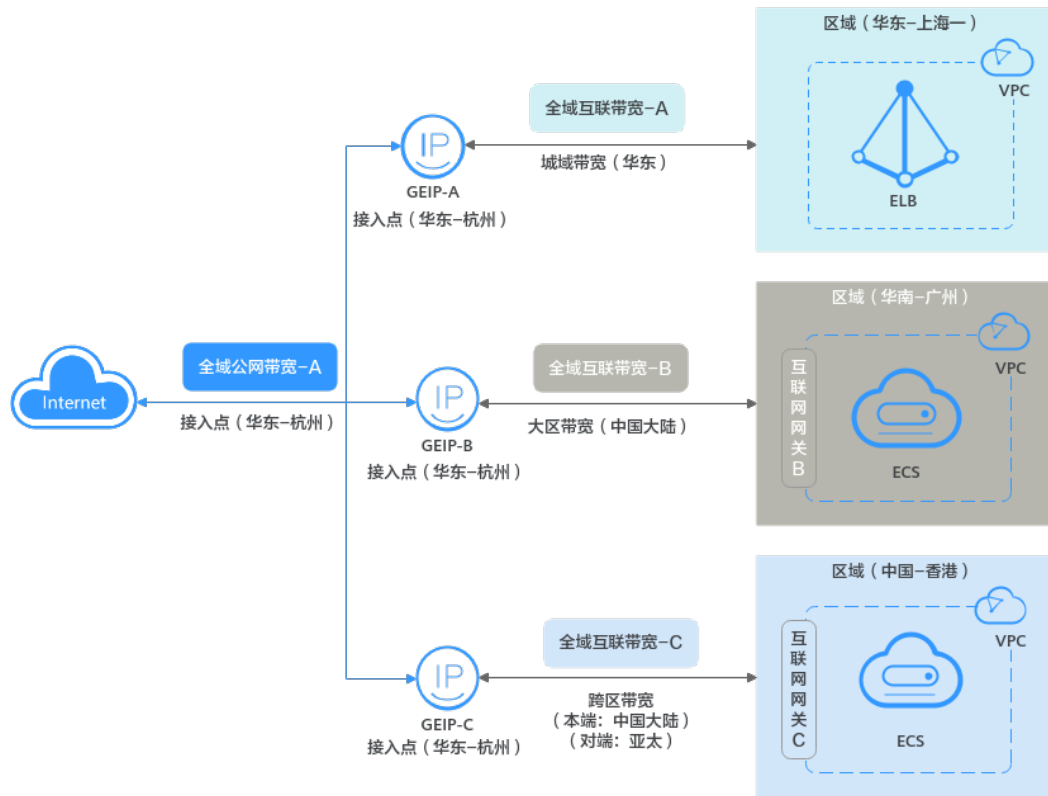 区域（华东-上海一）
VPC
ELB
全域互联带宽-A
城域带宽（华东）
IP
GEIP-A
接入点（华东-杭州）
Internet
全域公网带宽-A
接入点（华东-杭州）
IP
GEIP-B
接入点（华东-杭州）
全域互联带宽-B
大区带宽（中国大陆）
区域（华南-广州）
VPC
互联网网关B
ECS
IP
GEIP-C
接入点（华东-杭州）
全域互联带宽-C
跨区带宽
（本端：中国大陆）
（对端：亚太）
区域（中国-香港）
VPC
互联网网关C
ECS